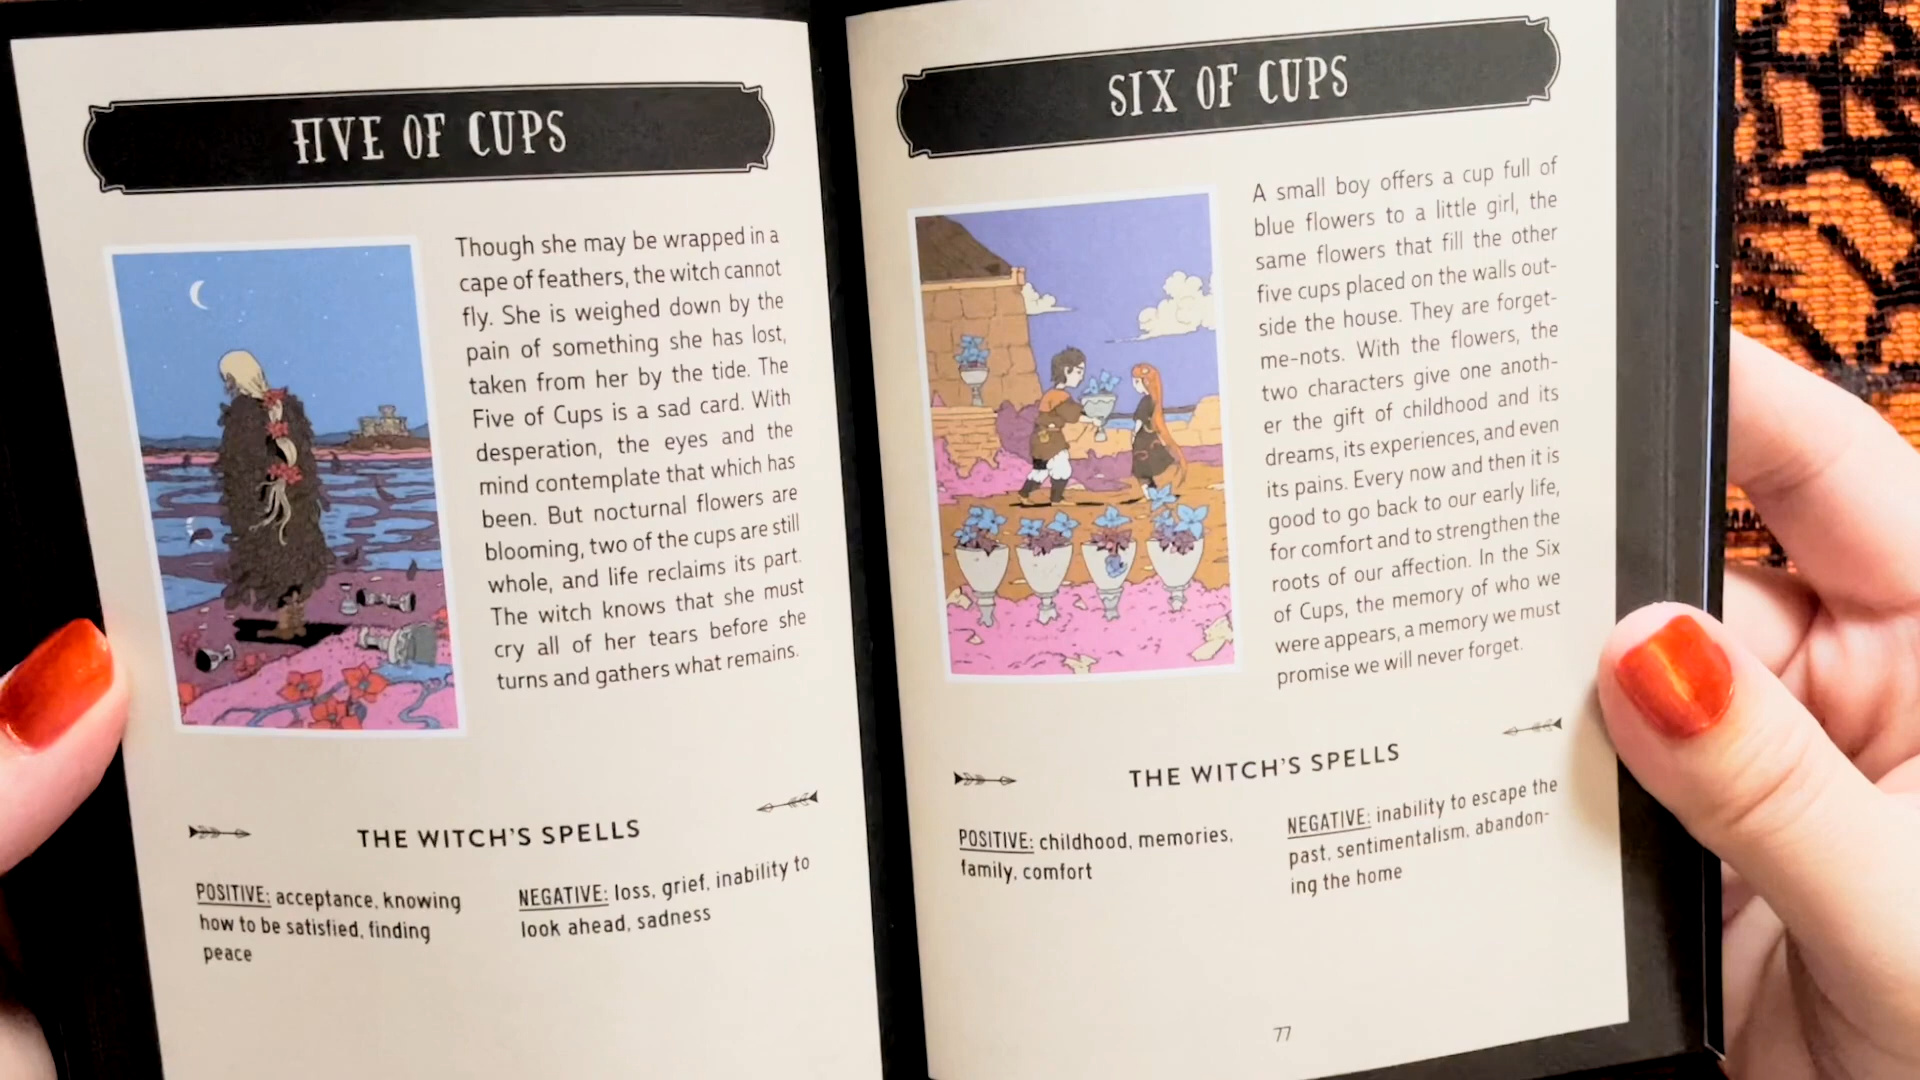 FIVE OF CUPS
Though she may be wrapped in a
cape of feathers, the witch cannot
fly. She is weighed down by the
pain of something she has lost,
taken from her by the tide. The
Five of Cups is a sad card. With
desperation, the eyes and the
mind contemplate that which has
been. But nocturnal flowers are
blooming, two of the cups are still
whole, and life reclaims its part.
The witch knows that she must
cry all of her tears before she
turns and gathers what remains.
THE WITCH'S SPELLS
POSITIVE: acceptance, knowing
how to be satisfied, finding
peace
NEGATIVE: loss, grief, inability to
look ahead, sadness
SIX OF CUPS
A small boy offers a cup full of
blue flowers to a little girl, the
same flowers that fill the other
five cups placed on the walls out-
side the house. They are forget-
me-nots. With the flowers, the
two characters give one anoth-
er the gift of childhood and its
dreams, its experiences, and even
its pains. Every now and then it is
good to go back to our early life,
for comfort and to strengthen the
roots of our affection. In the Six
of Cups, the memory of who we
were appears, a memory we must
promise we will never forget.
THE WITCH'S SPELLS
POSITIVE: childhood, memories,
family, comfort
NEGATIVE: inability to escape the
past, sentimentalism, abandon-
ing the home
77